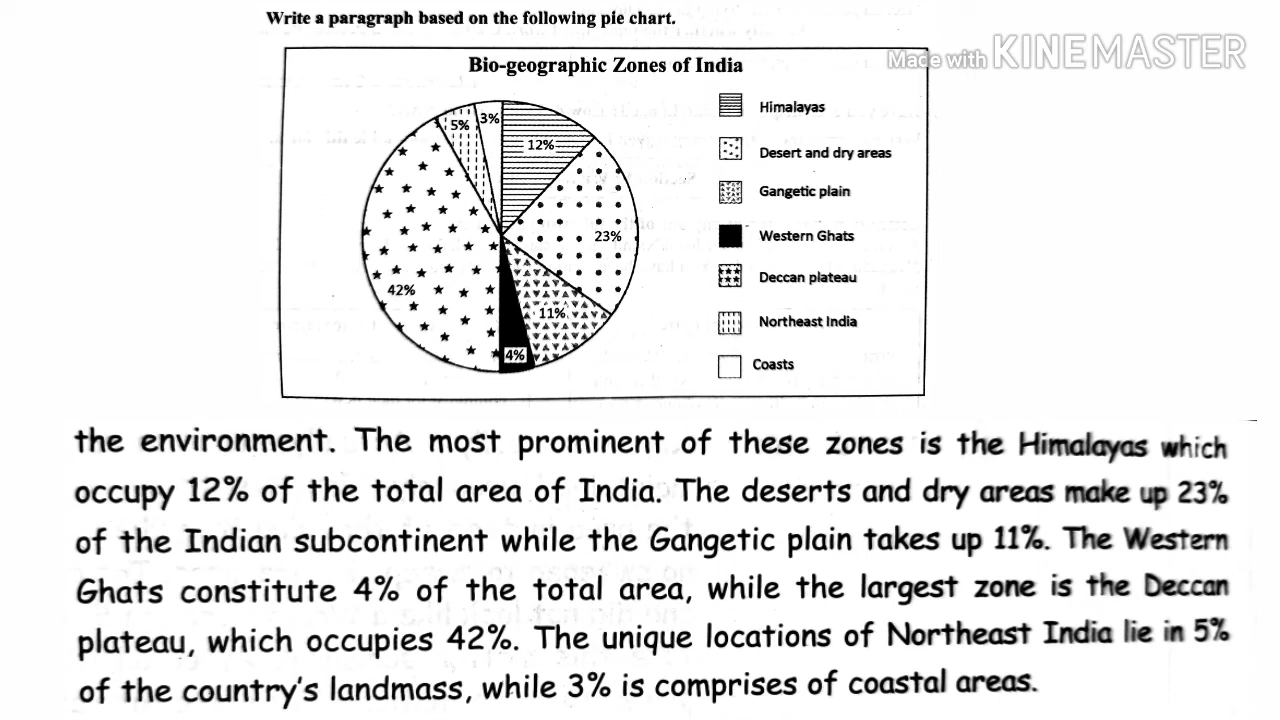 Write a paragraph based on the following pie chart.
Made with KINEMASTER
Bio-geographic Zones of India
Himalayas
Desert and dry areas
Gangetic plain
Western Ghats
Deccan plateau
Northeast India
Coasts
3%
5%
12%
23%
42%
11%
4%
the environment. The most prominent of these zones is the Himalayas which
occupy 12% of the total area of India. The deserts and dry areas make up 23%
of the Indian subcontinent while the Gangetic plain takes up 11%. The Western
Ghats constitute 4% of the total area, while the largest zone is the Deccan
plateau, which occupies 42%. The unique locations of Northeast India lie in 5%
of the country's landmass, while 3% is comprises of coastal areas.